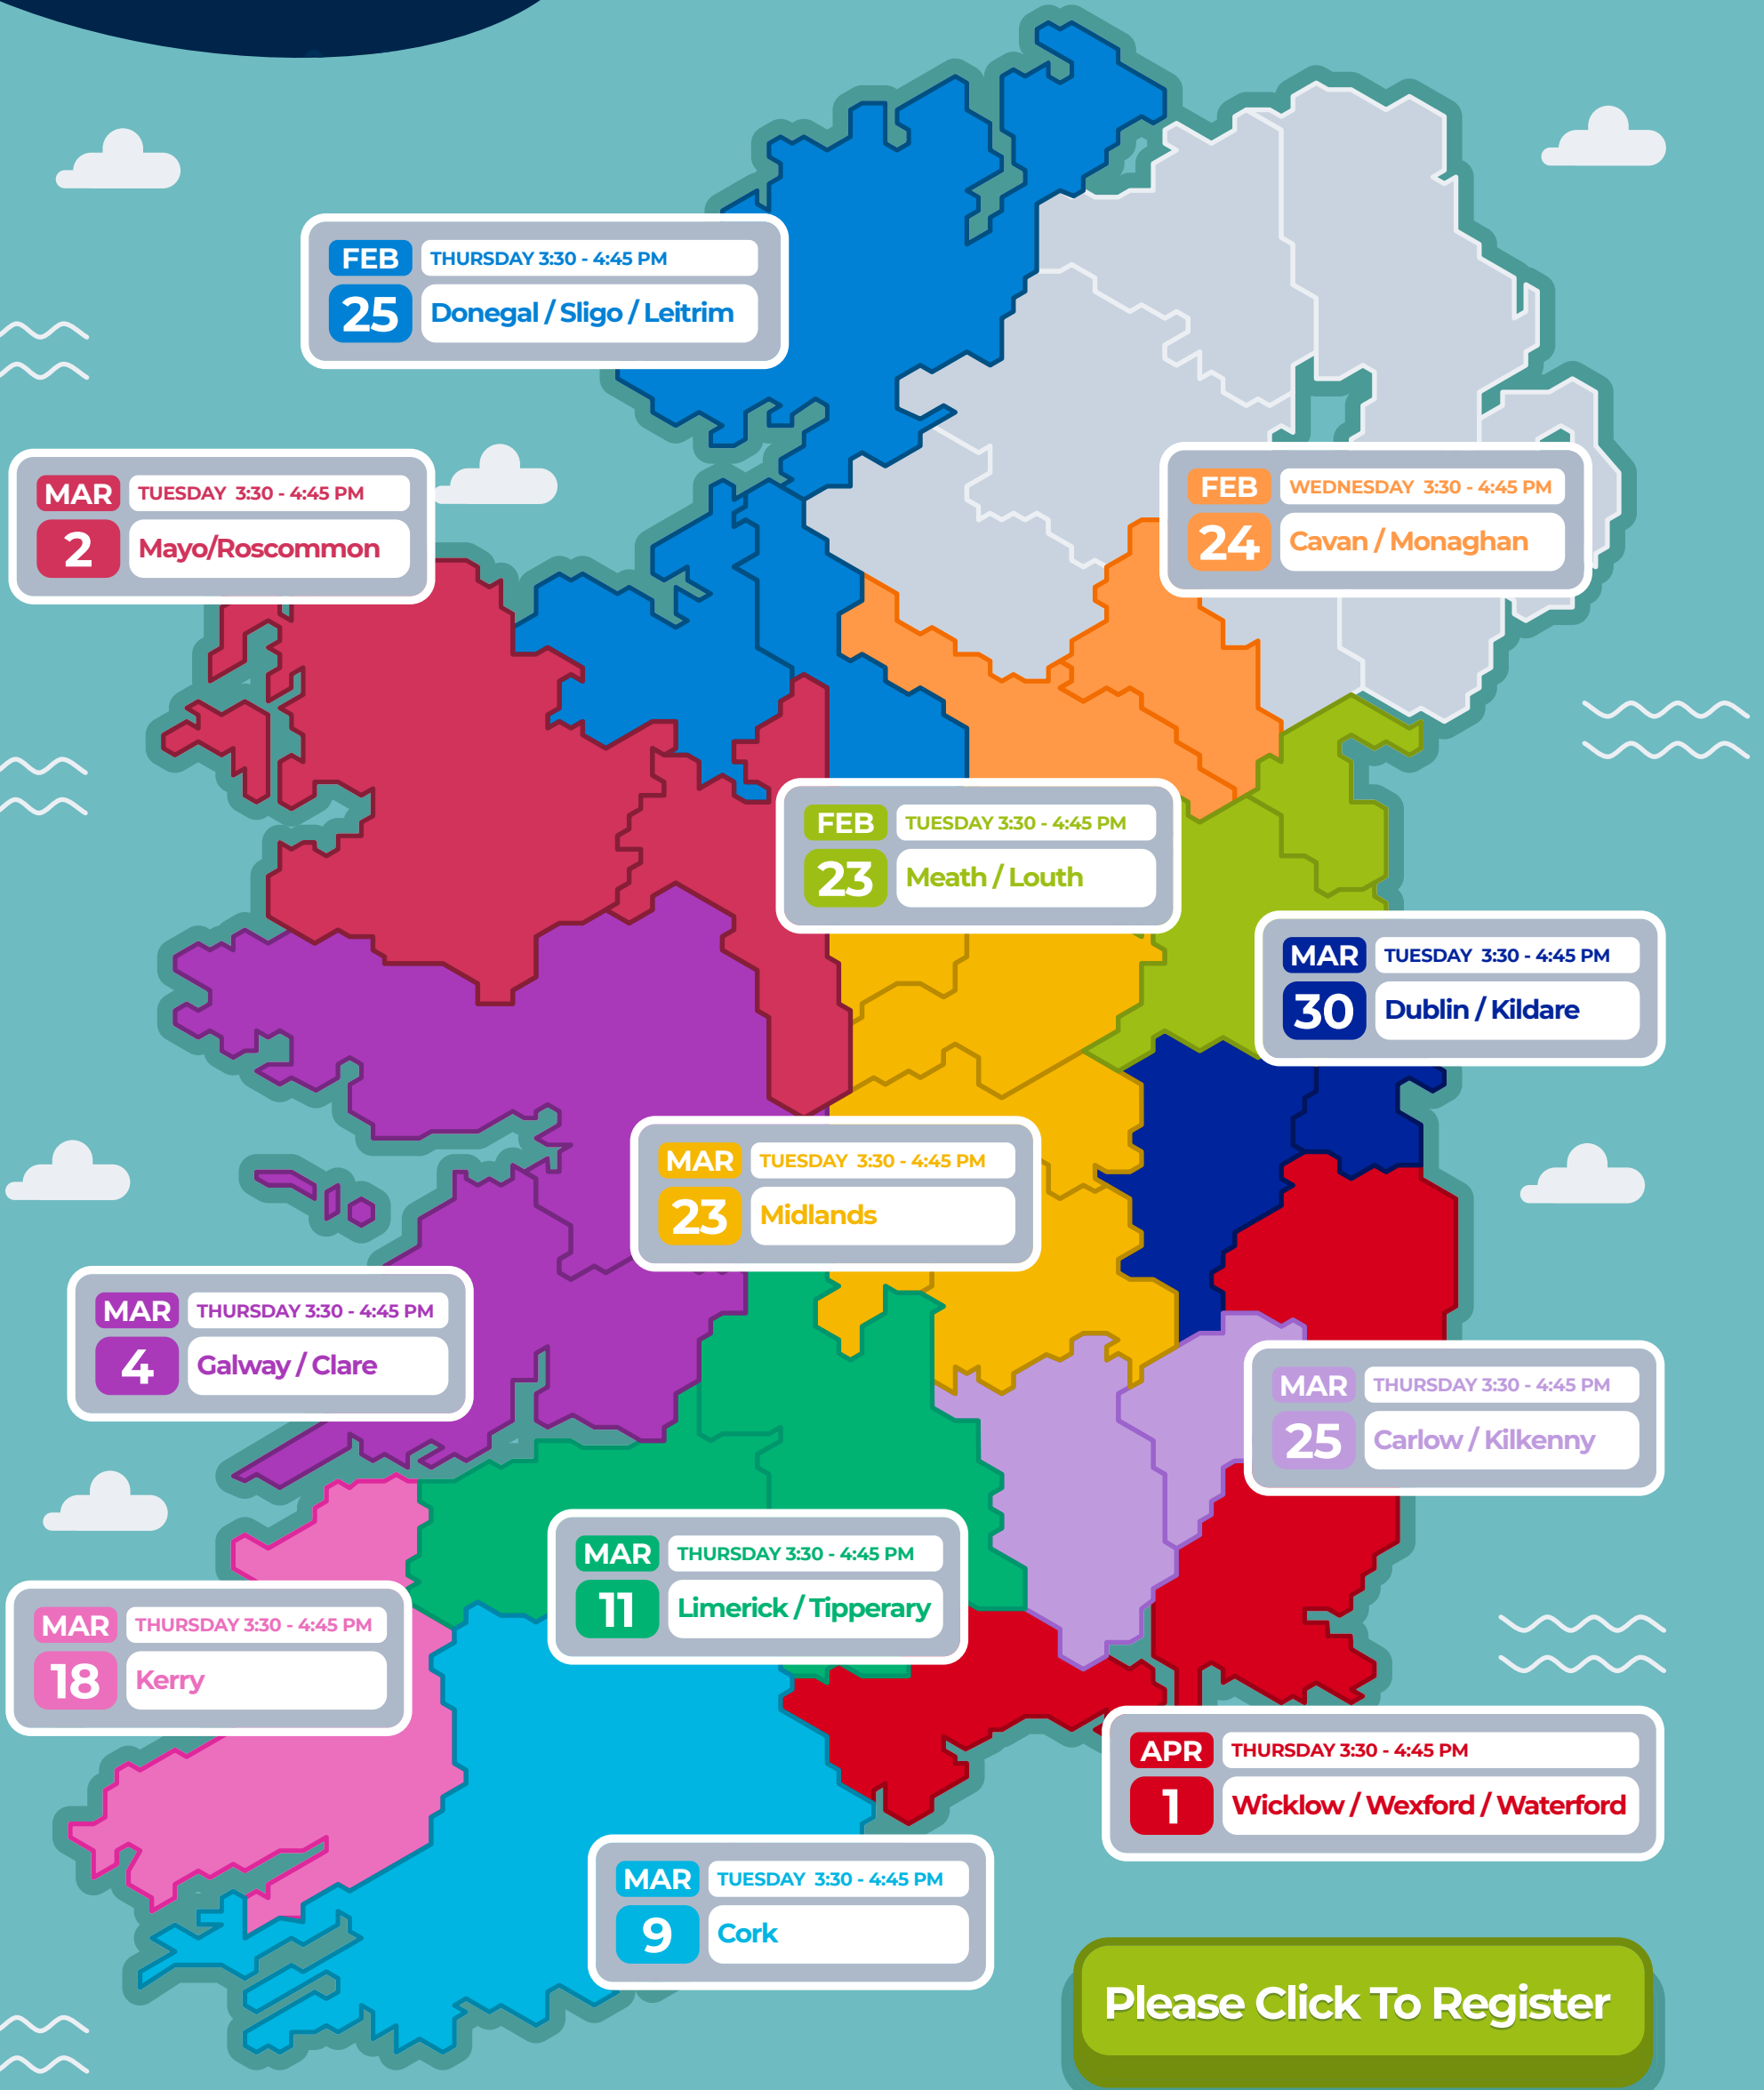 FEB
THURSDAY 3:30 - 4:45 PM
25
Donegal / Sligo / Leitrim
MAR
TUESDAY 3:30 - 4:45 PM
2
Mayo/Roscommon
FEB
WEDNESDAY 3:30 - 4:45 PM
24
Cavan / Monaghan
FEB
TUESDAY 3:30 - 4:45 PM
23
Meath / Louth
MAR
TUESDAY 3:30 - 4:45 PM
30
Dublin / Kildare
MAR
TUESDAY 3:30 - 4:45 PM
23
Midlands
MAR
THURSDAY 3:30 - 4:45 PM
4
Galway / Clare
MAR
THURSDAY 3:30 - 4:45 PM
25
Carlow / Kilkenny
MAR
THURSDAY 3:30 - 4:45 PM
11
Limerick / Tipperary
MAR
THURSDAY 3:30 - 4:45 PM
18
Kerry
APR
THURSDAY 3:30 - 4:45 PM
1
Wicklow / Wexford / Waterford
MAR
TUESDAY 3:30 - 4:45 PM
9
Cork
Please Click To Register